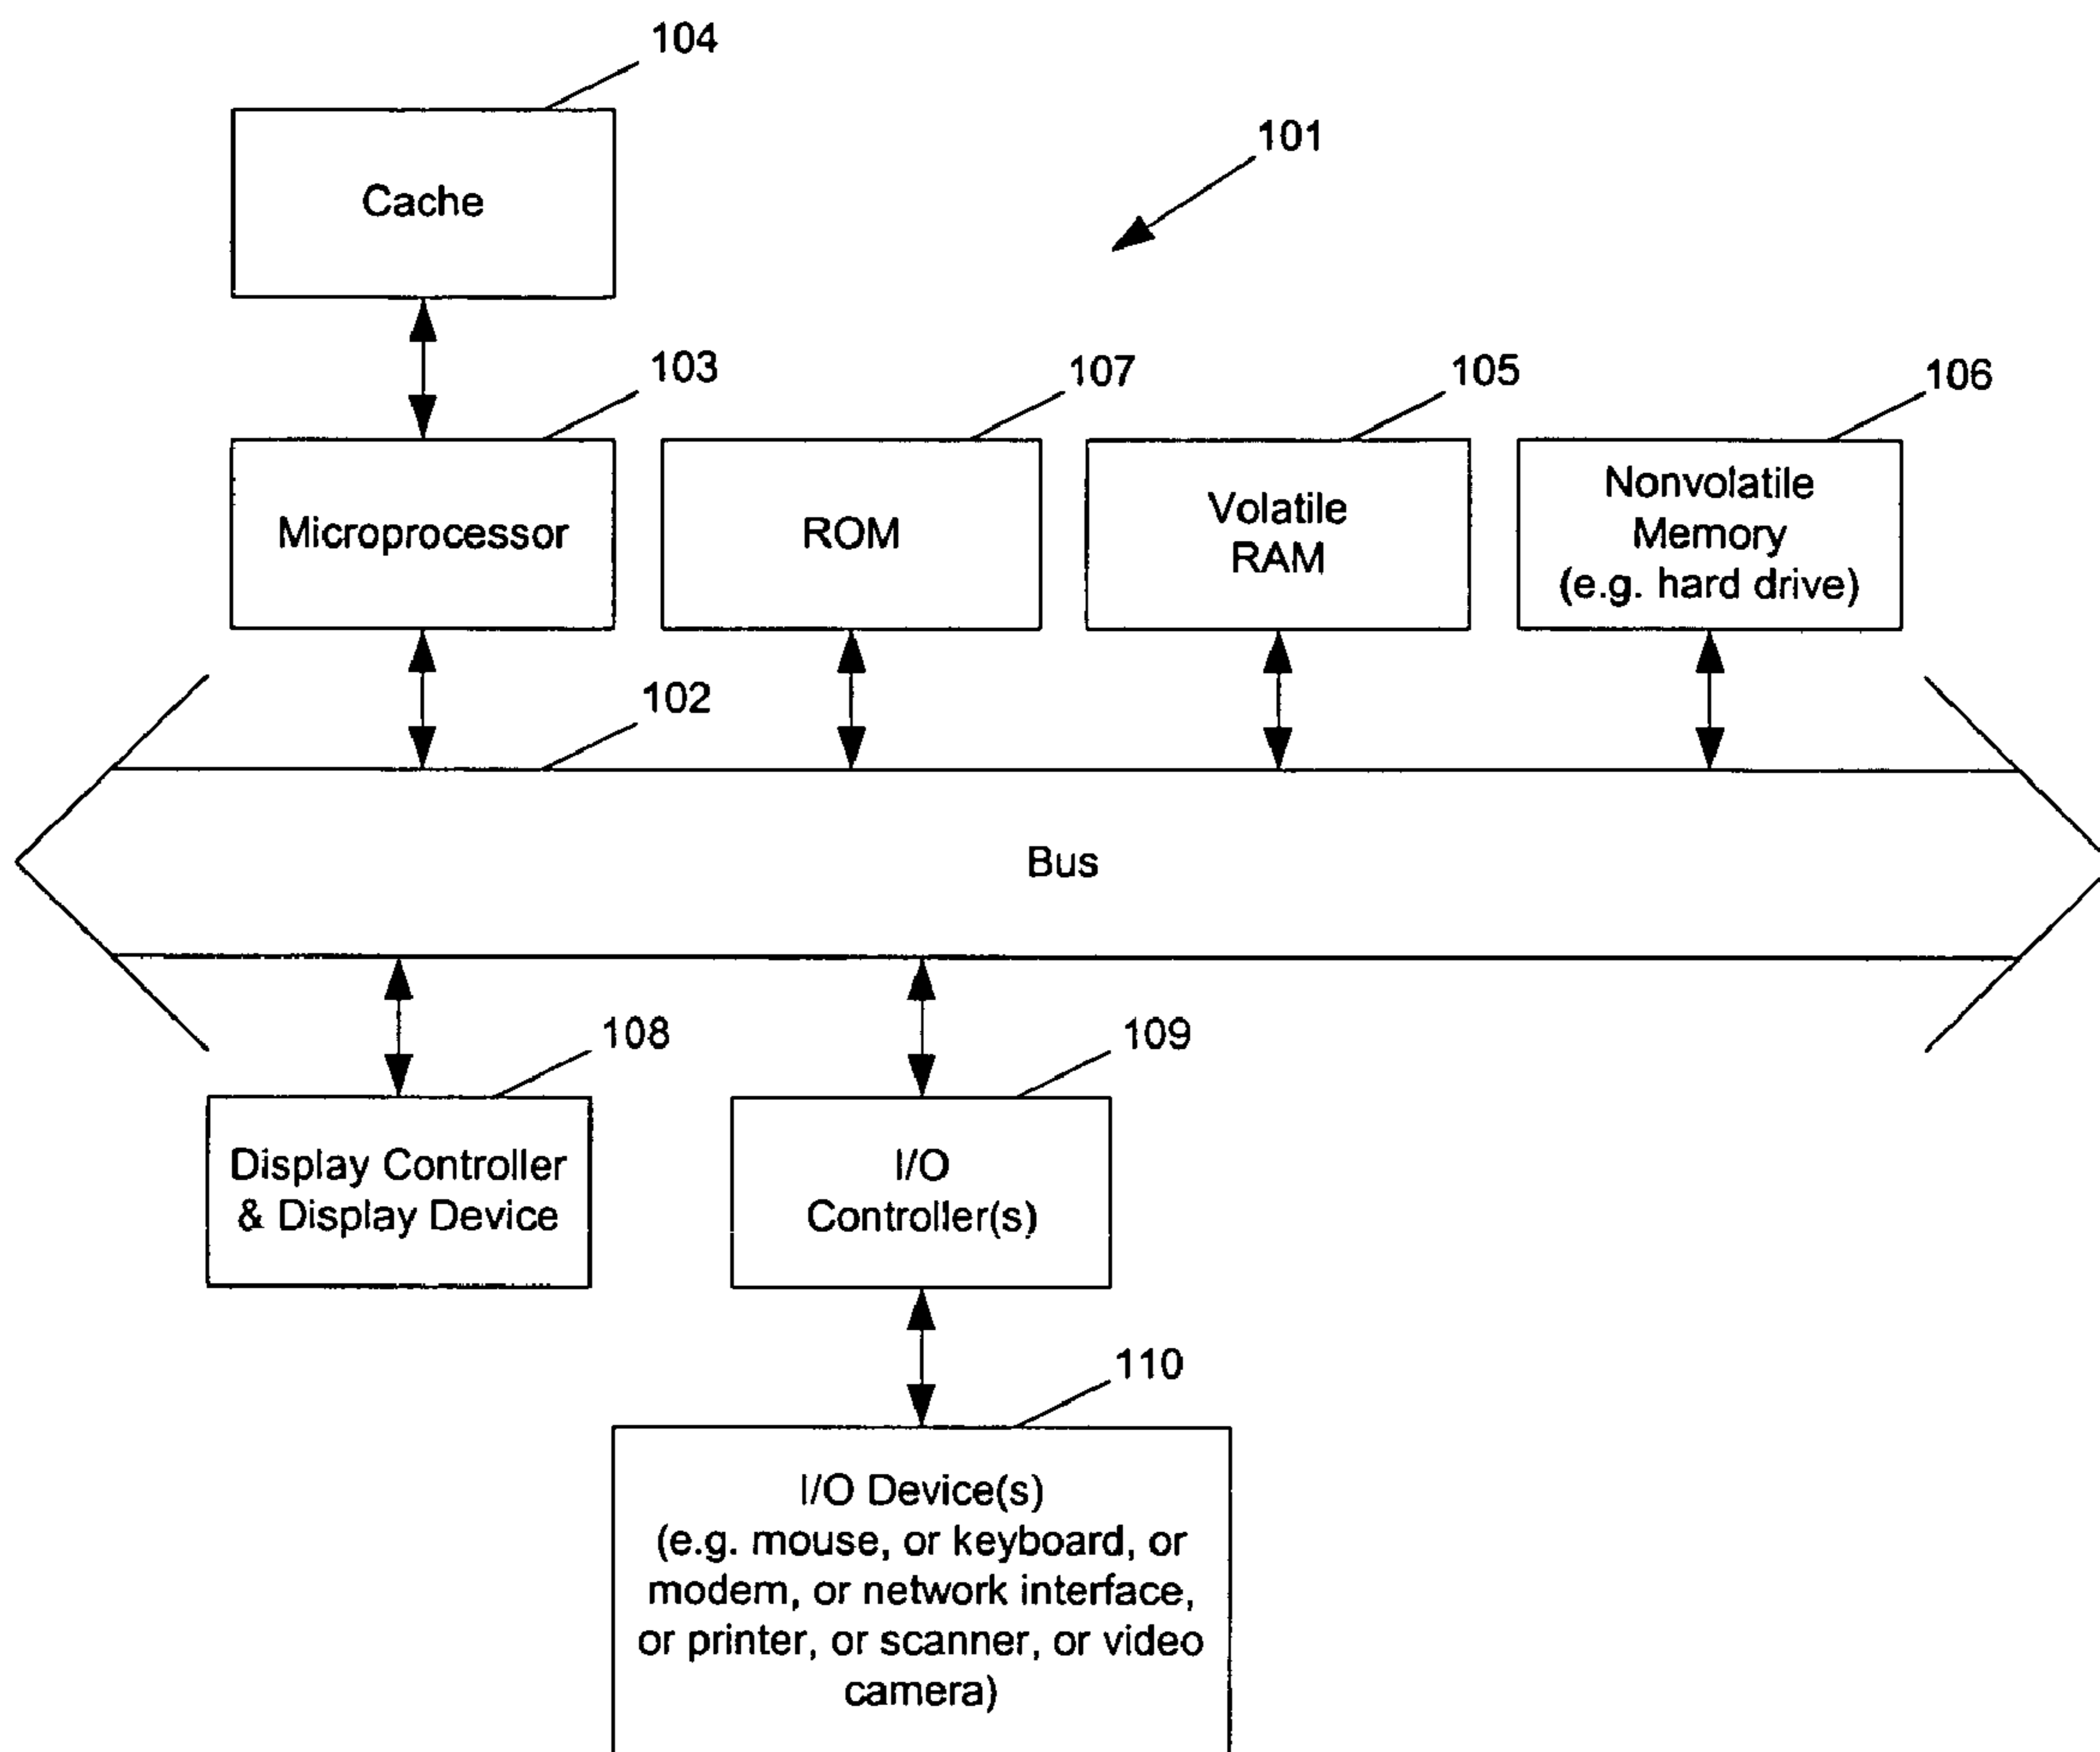 104
Cache
101
103
107
105
106
Microprocessor
ROM
Volatile
RAM
Nonvolatile
Memory
(e.g. hard drive)
102
Bus
108
109
Display Controller
& Display Device
I/O
Controller(s)
110
I/O Device(s)
(e.g. mouse, or keyboard, or
modem, or network interface,
or printer, or scanner, or video
camera)